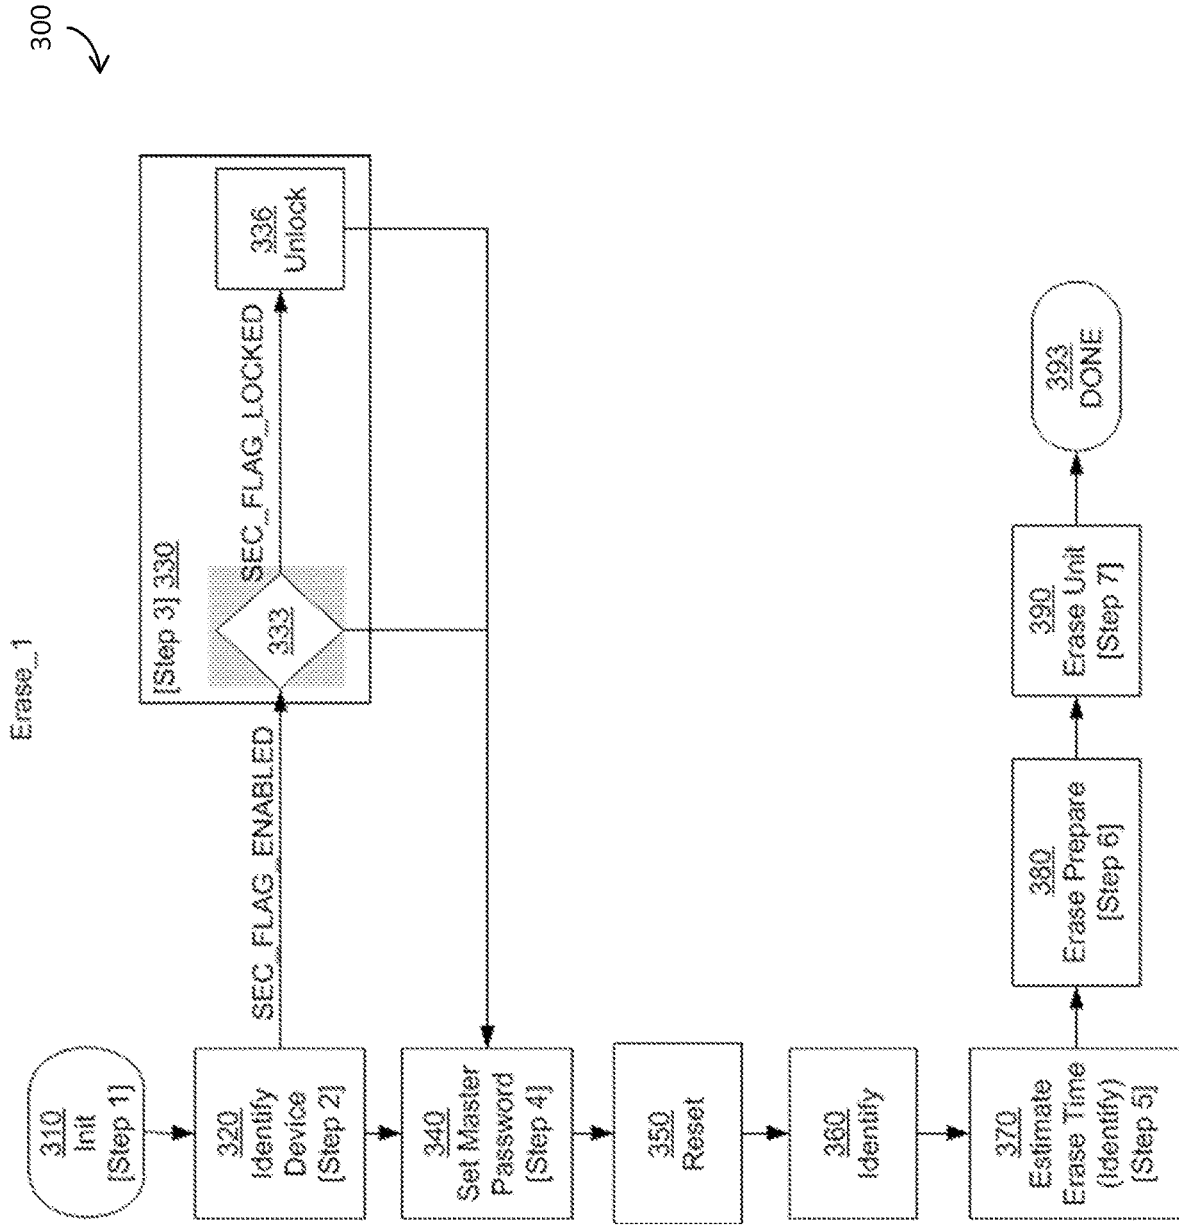 300
Erase_1
310
Init
[Step 1]
320
Identify
Device
[Step 2]
SEC_FLAG_ENABLED
[Step 3] 330
333
SEC_FLAG_LOCKED
336
Unlock
340
Set Master
Password
[Step 4]
350
Reset
360
Identify
370
Estimate
Erase Time
(Identify)
[Step 5]
380
Erase Prepare
[Step 6]
390
Erase Unit
[Step 7]
393
DONE